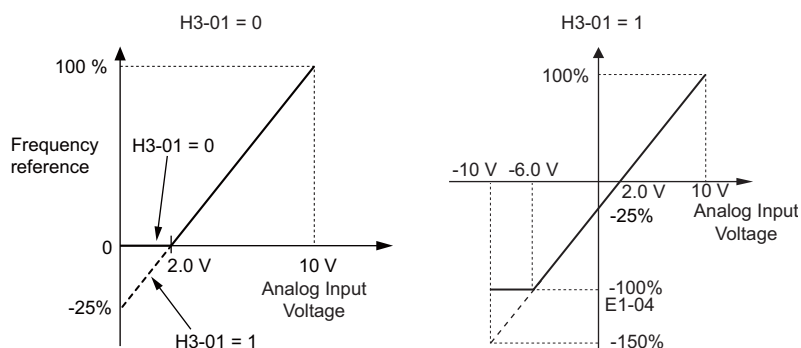 H3-01 = 0
100 %
Frequency
reference
H3-01 = 0
0
2.0 V
10 V
Analog Input
Voltage
-25%
H3-01 = 1
H3-01 = 1
100%
-10 V
-6.0 V
2.0 V
10 V
Analog Input
Voltage
-25%
-100%
E1-04
-150%